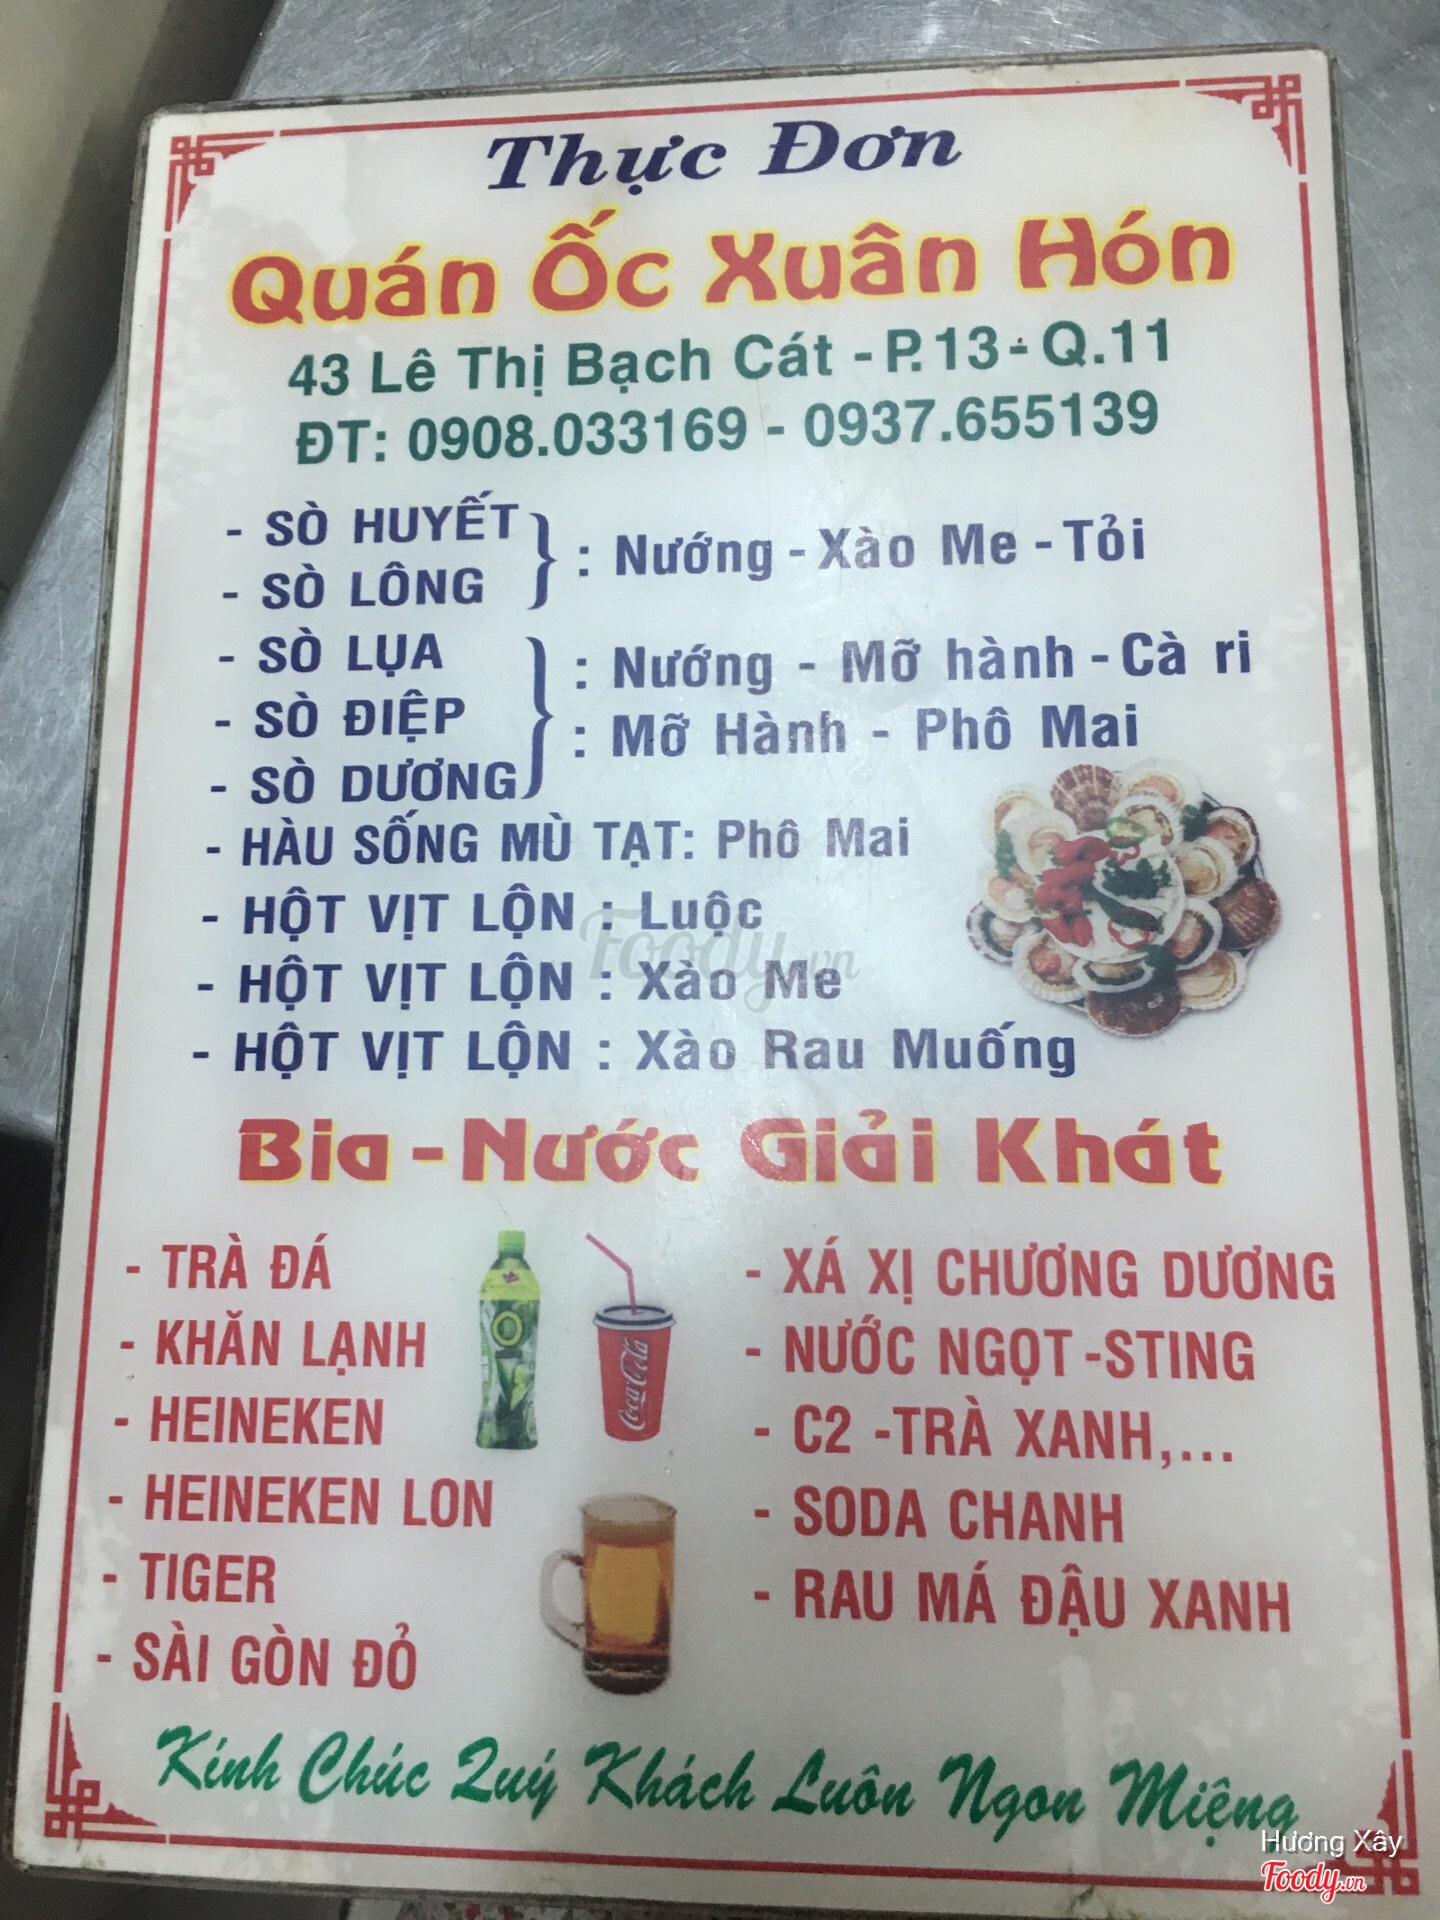 Thực Đơn
Quán Ốc Xuân Hón
43 Lê Thị Bạch Cát - P.13 - Q.11
ĐT: 0908.033169 - 0937.655139
- SÒ HUYẾT
- SÒ LÔNG
: Nướng - Xào Me - Tỏi
- SÒ LỤA
- SÒ ĐIỆP
- SÒ DƯƠNG
: Nướng - Mỡ hành - Cà ri
: Mỡ Hành - Phô Mai
- HÀU SỐNG MÙ TẠT: Phô Mai
- HỘT VỊT LỘN : Luộc
- HỘT VỊT LỘN : Xào Me
- HỘT VỊT LỘN : Xào Rau Muống
Foody.vn
Bia - Nước Giải Khát
- TRÀ ĐÁ
- KHĂN LẠNH
- HEINEKEN
- HEINEKEN LON
- TIGER
- SÀI GÒN ĐỎ
Coca-Cola
- XÁ XỊ CHƯƠNG DƯƠNG
- NƯỚC NGỌT -STING
- C2 -TRÀ XANH,...
- SODA CHANH
- RAU MÁ ĐẬU XANH
Kính Chúc Quý Khách Luôn Ngon Miệng
Hương Xây
Foody.vn